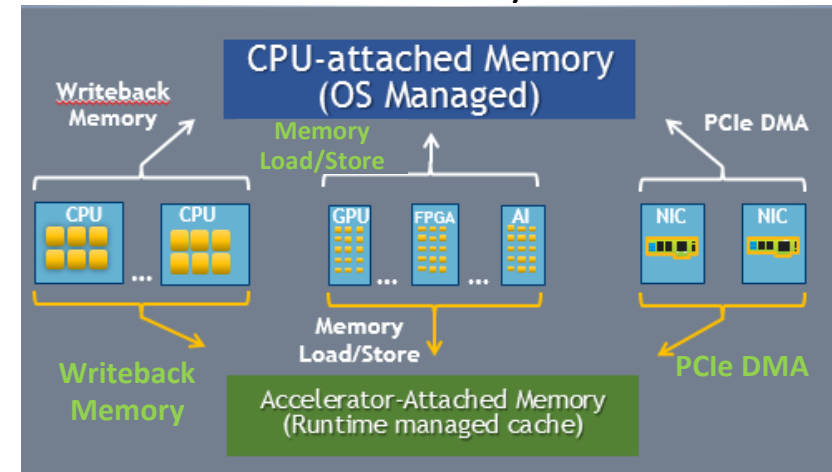 CPU-attached Memory
(OS Managed)
Writeback
Memory
Memory
Load/Store
PCIe DMA
CPU
CPU
...
GPU
FPGA
AI
...
...
NIC
NIC
Memory
Load/Store
Writeback
Memory
PCIe DMA
Accelerator-Attached Memory
(Runtime managed cache)